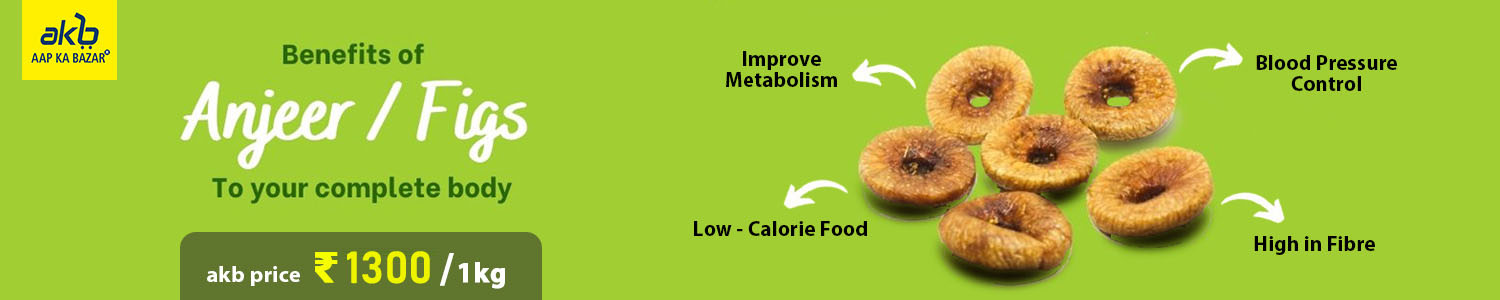 akb
AAP KA BAZAR
Benefits of
Anjeer / Figs
To your complete body
akb price ₹1300 / 1kg
Improve
Metabolism
Low - Calorie Food
Blood Pressure
Control
High in Fibre